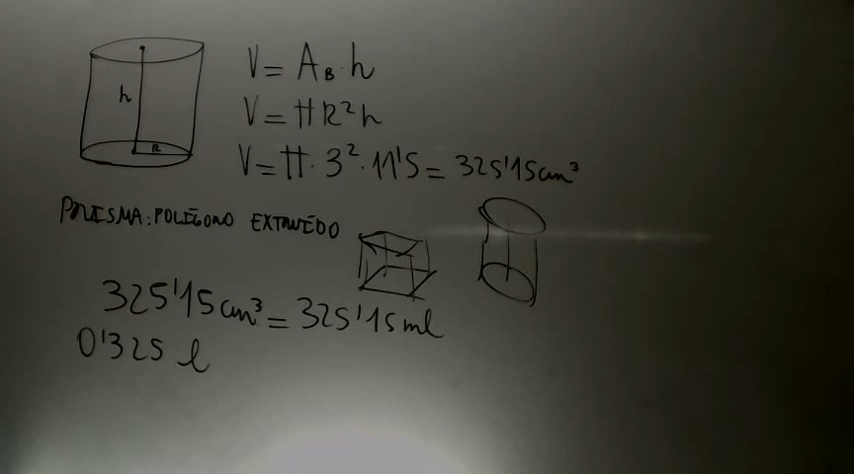 V = A_B · h
h
V = π R² h
R
V = π · 3² · 11'5 = 325'15 cm³
PRISMA: POLÍGONO EXTRUÍDO
325'15 cm³ = 325'15 ml
0'325 l